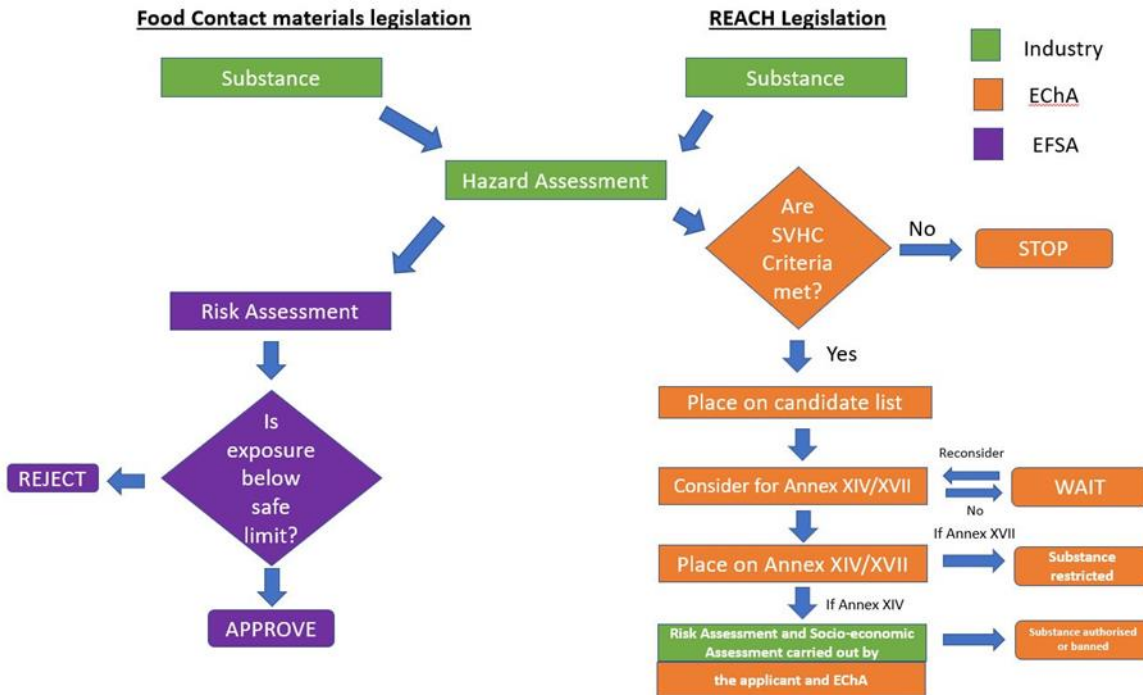 Food Contact materials legislation
REACH Legislation
Industry
EChA
EFSA
Substance
Substance
Hazard Assessment
Are
SVHC
Criteria
met?
No
STOP
Yes
Risk Assessment
Is
exposure
below
safe
limit?
REJECT
APPROVE
Place on candidate list
Consider for Annex XIV/XVII
Reconsider
No
WAIT
Place on Annex XIV/XVII
If Annex XVII
Substance
restricted
If Annex XIV
Risk Assessment and Socio-economic
Assessment carried out by
the applicant and EChA
Substance authorised
or banned